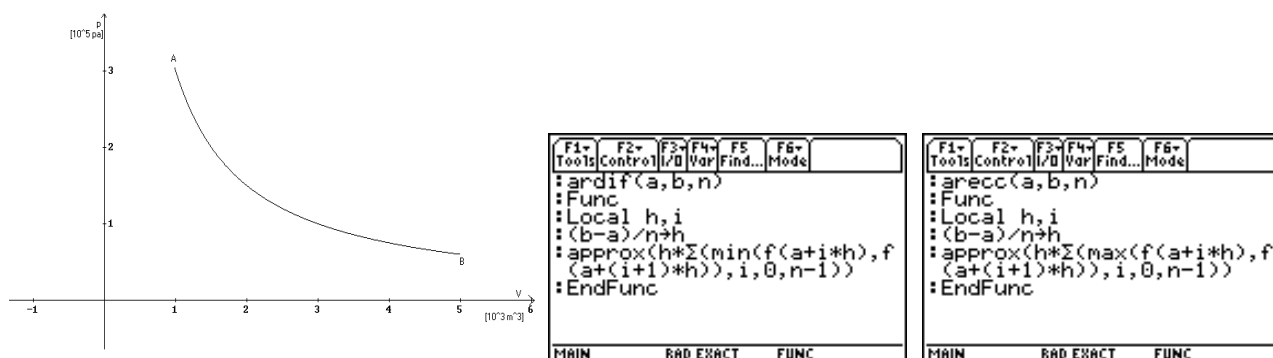 p
[10^5 pa]
A
3
2
1
B
V
-1 1 2 3 4 5 6
[10^3 m^3]
F1 F2 F3 F4 F5 F6
Tools Control I/O Var Find... Mode
:ardif(a,b,n)
:Func
:Local h,i
:(b-a)/n→h
:approx(h*Σ(min(f(a+i*h),f
(a+(i+1)*h)),i,0,n-1))
:EndFunc
MAIN RAD EXACT FUNC
F1 F2 F3 F4 F5 F6
Tools Control I/O Var Find... Mode
:arecc(a,b,n)
:Func
:Local h,i
:(b-a)/n→h
:approx(h*Σ(max(f(a+i*h),f
(a+(i+1)*h)),i,0,n-1))
:EndFunc
MAIN RAD EXACT FUNC